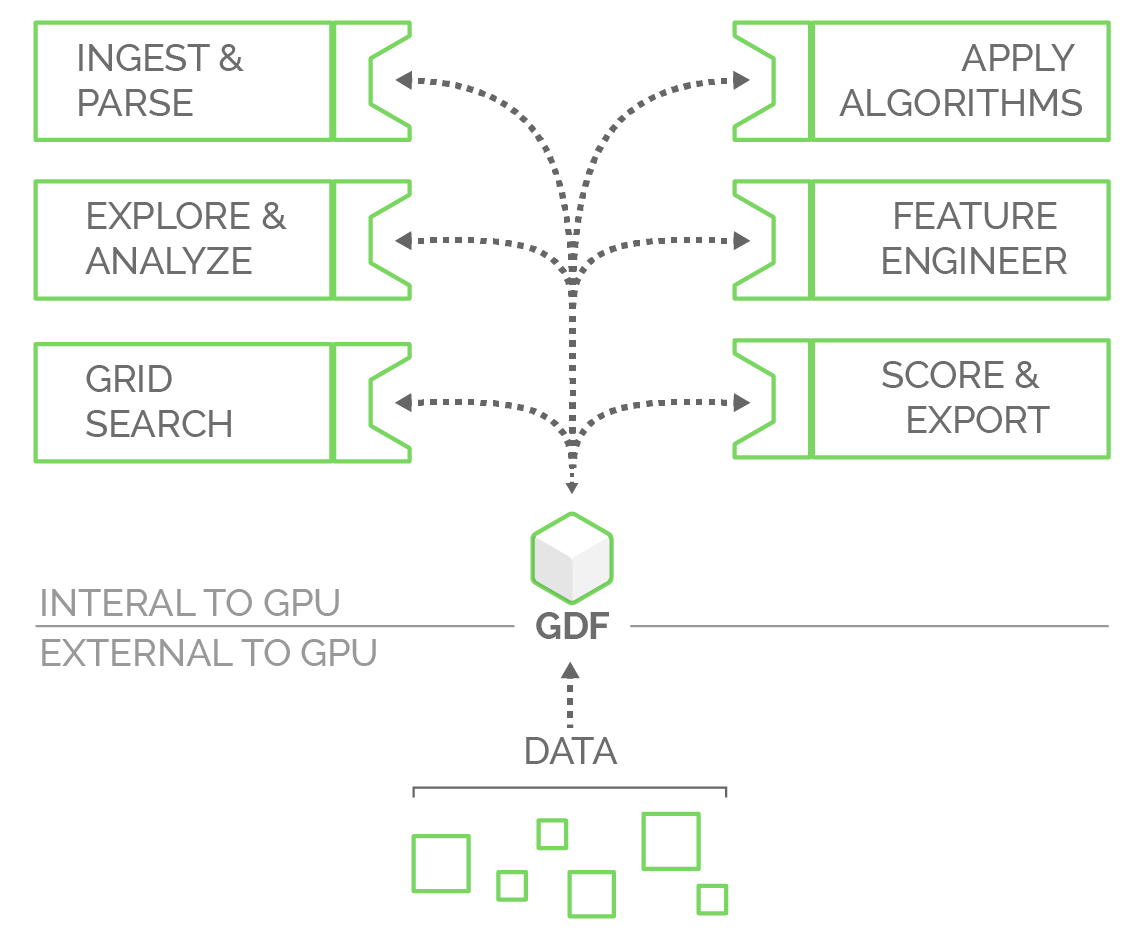 INGEST &
PARSE
APPLY
ALGORITHMS
EXPLORE &
ANALYZE
FEATURE
ENGINEER
GRID
SEARCH
SCORE &
EXPORT
INTERAL TO GPU
GDF
EXTERNAL TO GPU
DATA